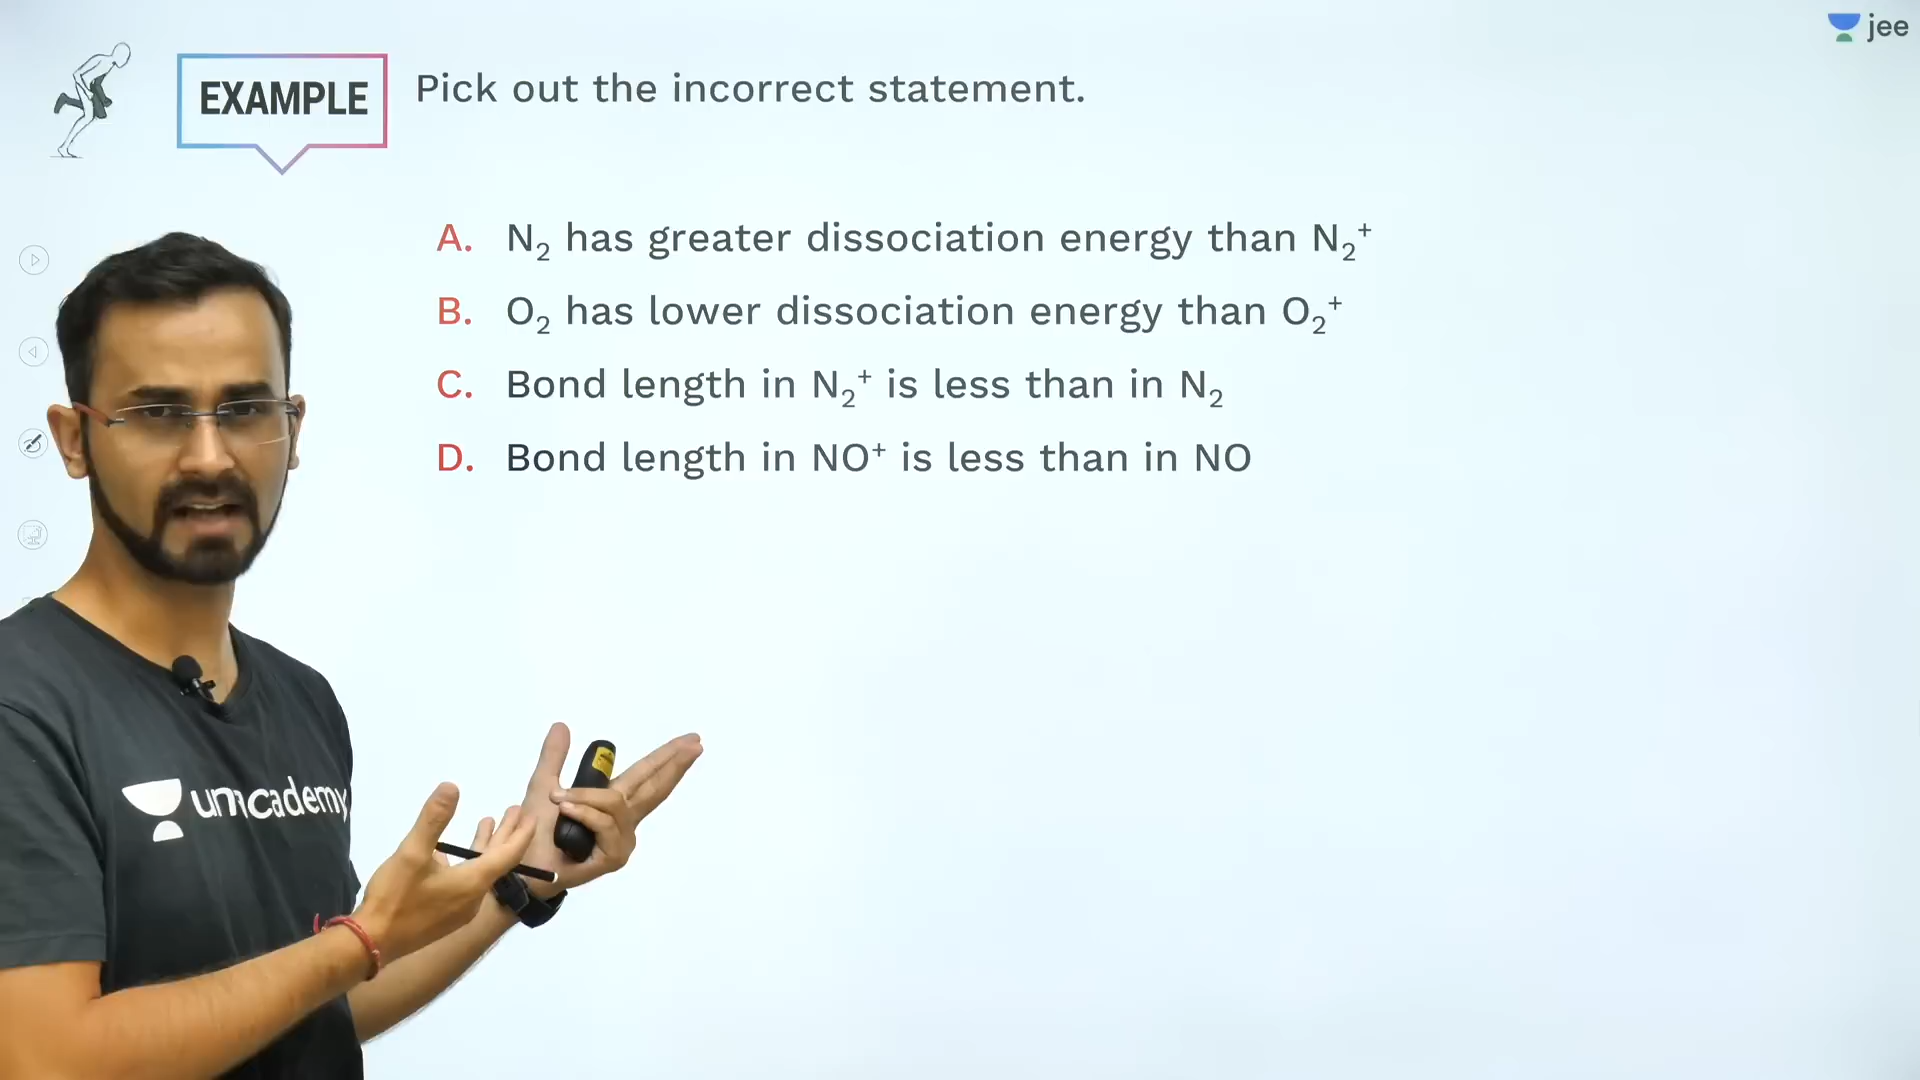 jee
EXAMPLE
Pick out the incorrect statement.
A. N₂ has greater dissociation energy than N₂⁺
B. O₂ has lower dissociation energy than O₂⁺
C. Bond length in N₂⁺ is less than in N₂
D. Bond length in NO⁺ is less than in NO
unacademy